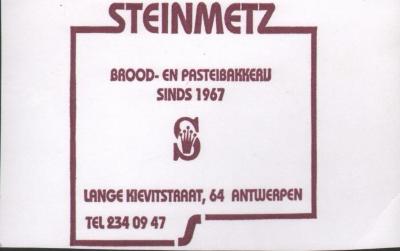 STEINMETZ
BROOD- EN PASTEIBAKKERIJ
SINDS 1967
S
LANGE KIEVITSTRAAT, 64 ANTWERPEN
TEL 234 09 47
S